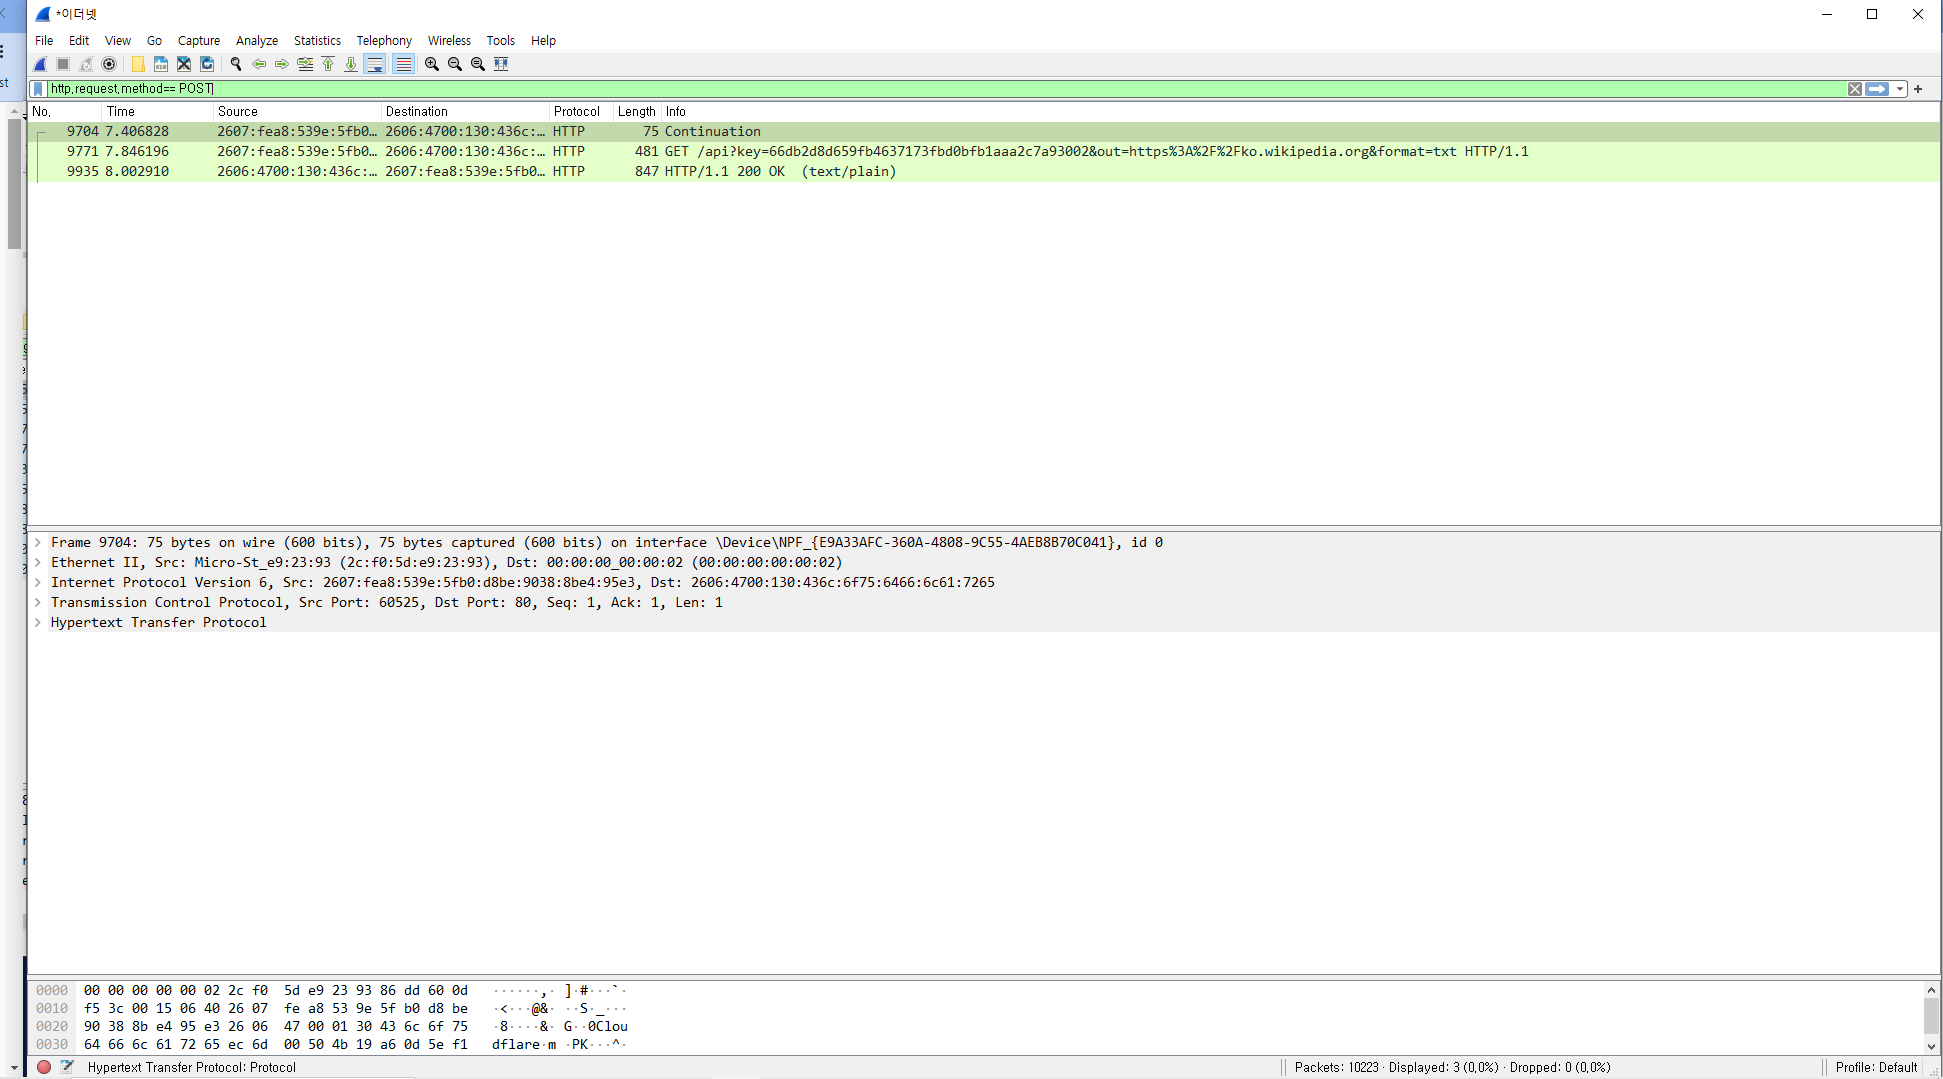 *이더넷
File Edit View Go Capture Analyze Statistics Telephony Wireless Tools Help
http.request.method== POST
No. Time Source Destination Protocol Length Info
9704 7.406828 2607:fea8:539e:5fb0… 2606:4700:130:436c:… HTTP 75 Continuation
9771 7.846196 2607:fea8:539e:5fb0… 2606:4700:130:436c:… HTTP 481 GET /api?key=66db2d8d659fb4637173fbd0bfb1aaa2c7a93002&out=https%3A%2F%2Fko.wikipedia.org&format=txt HTTP/1.1
9935 8.002910 2606:4700:130:436c:… 2607:fea8:539e:5fb0… HTTP 847 HTTP/1.1 200 OK (text/plain)
Frame 9704: 75 bytes on wire (600 bits), 75 bytes captured (600 bits) on interface \Device\NPF_{E9A33AFC-360A-4808-9C55-4AEB8B70C041}, id 0
Ethernet II, Src: Micro-St_e9:23:93 (2c:f0:5d:e9:23:93), Dst: 00:00:00_00:00:02 (00:00:00:00:00:02)
Internet Protocol Version 6, Src: 2607:fea8:539e:5fb0:d8be:9038:8be4:95e3, Dst: 2606:4700:130:436c:6f75:6466:6c61:7265
Transmission Control Protocol, Src Port: 60525, Dst Port: 80, Seq: 1, Ack: 1, Len: 1
Hypertext Transfer Protocol
0000 00 00 00 00 00 02 2c f0 5d e9 23 93 86 dd 60 0d ······,· ]·#···`·
0010 f5 3c 00 15 06 40 26 07 fe a8 53 9e 5f b0 d8 be ·<···@&· ··S·_···
0020 90 38 8b e4 95 e3 26 06 47 00 01 30 43 6c 6f 75 ·8····&· G··0Clou
0030 64 66 6c 61 72 65 ec 6d 00 50 4b 19 a6 0d 5e f1 dflare·m ·PK···^·
Hypertext Transfer Protocol: Protocol Packets: 10223 · Displayed: 3 (0.0%) · Dropped: 0 (0.0%) Profile: Default